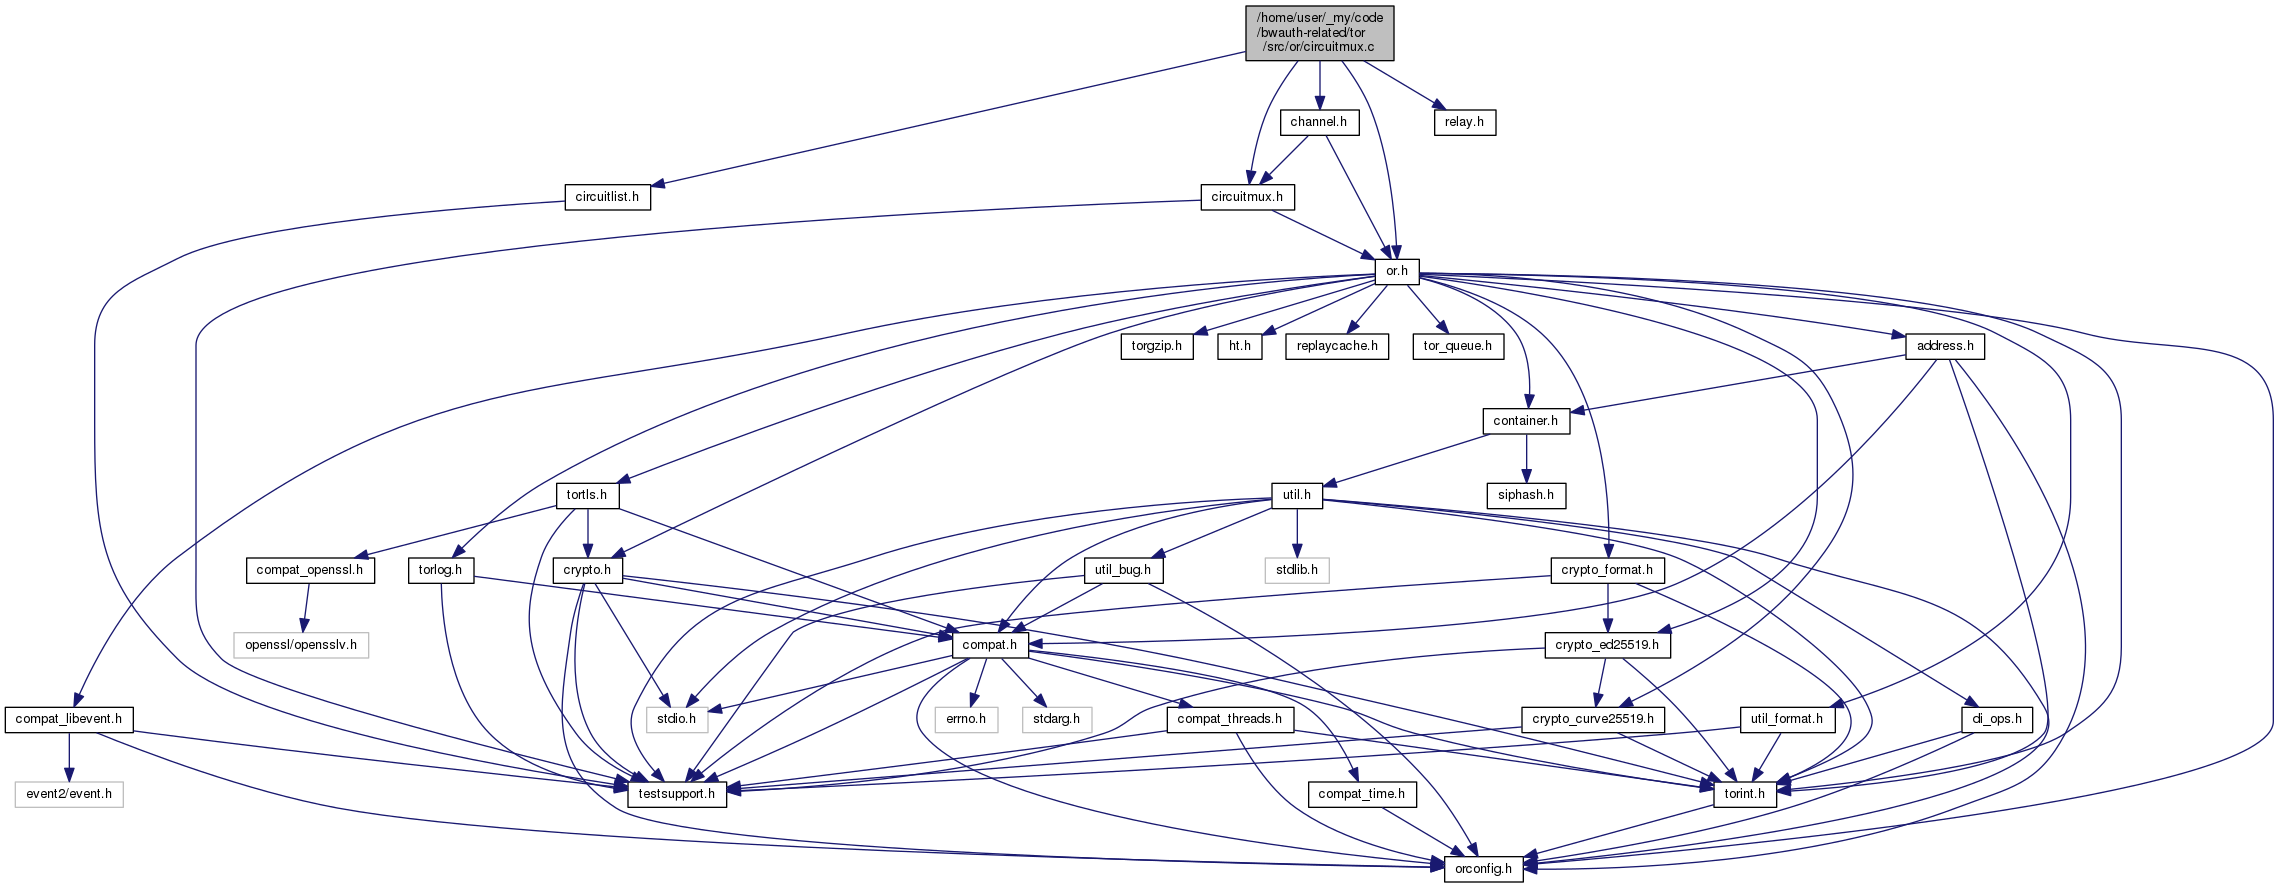 /home/user/_my/code
/bwauth-related/tor
/src/or/circuitmux.c
channel.h
relay.h
circuitlist.h
circuitmux.h
or.h
torgzip.h
ht.h
replaycache.h
tor_queue.h
address.h
container.h
tortls.h
util.h
siphash.h
compat_openssl.h
torlog.h
crypto.h
util_bug.h
stdlib.h
crypto_format.h
openssl/opensslv.h
compat.h
crypto_ed25519.h
compat_libevent.h
stdio.h
errno.h
stdarg.h
compat_threads.h
crypto_curve25519.h
util_format.h
di_ops.h
event2/event.h
testsupport.h
compat_time.h
torint.h
orconfig.h